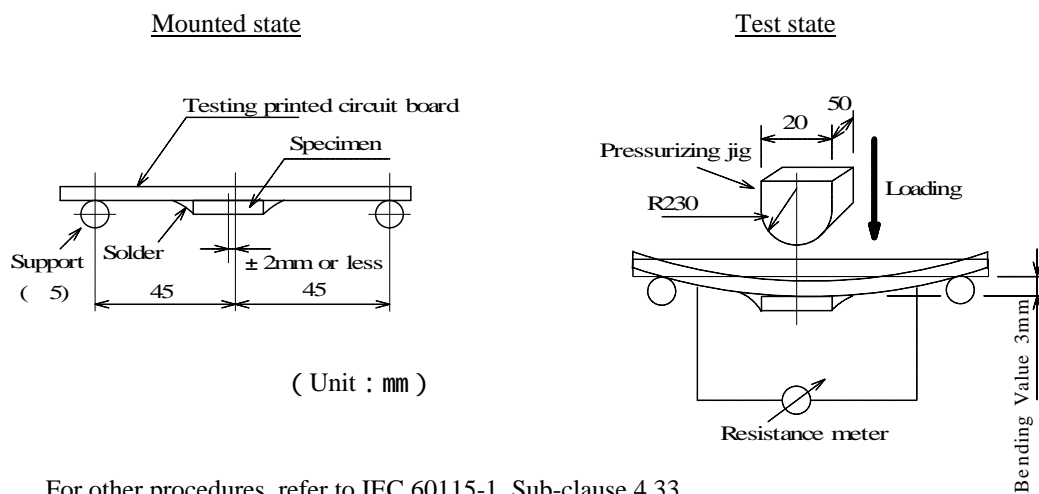 Mounted state
Test state
Testing printed circuit board
Specimen
Solder
Support
( 5)
± 2mm or less
45
45
( Unit : mm )
50
20
Pressurizing jig
R230
Loading
Bending Value 3mm
Resistance meter
For other procedures, refer to IEC 60115-1, Sub-clause 4.33